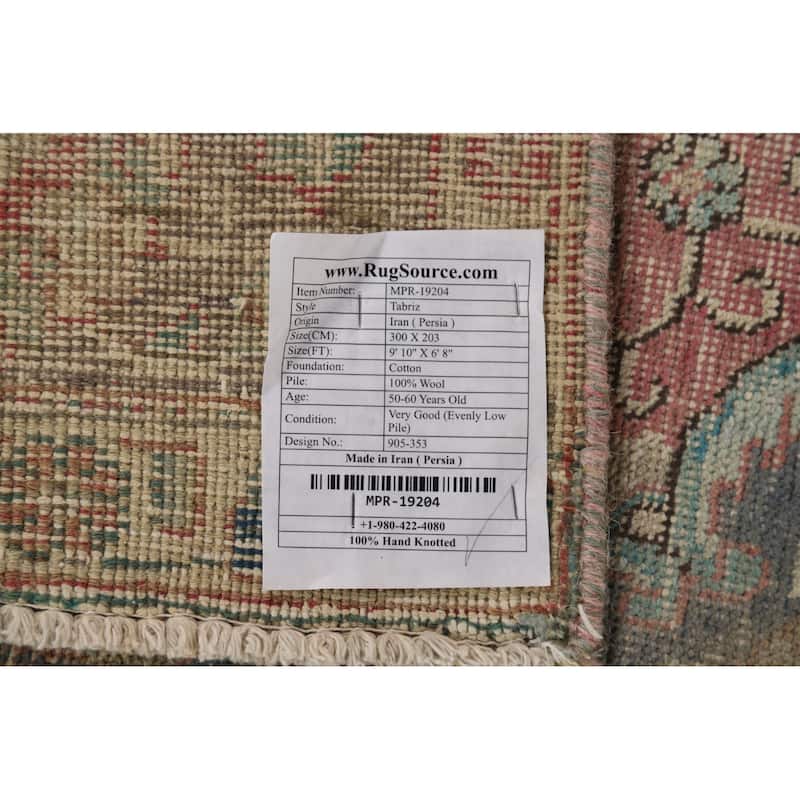 www.RugSource.com
Item Number: MPR-19204
Style Tabriz
Origin Iran ( Persia )
Size(CM): 300 X 203
Size(FT): 9' 10" X 6' 8"
Foundation: Cotton
Pile: 100% Wool
Age: 50-60 Years Old
Condition: Very Good (Evenly Low
Pile)
Design No.: 905-353
Made in Iran ( Persia )
MPR-19204
+1-980-422-4080
100% Hand Knotted